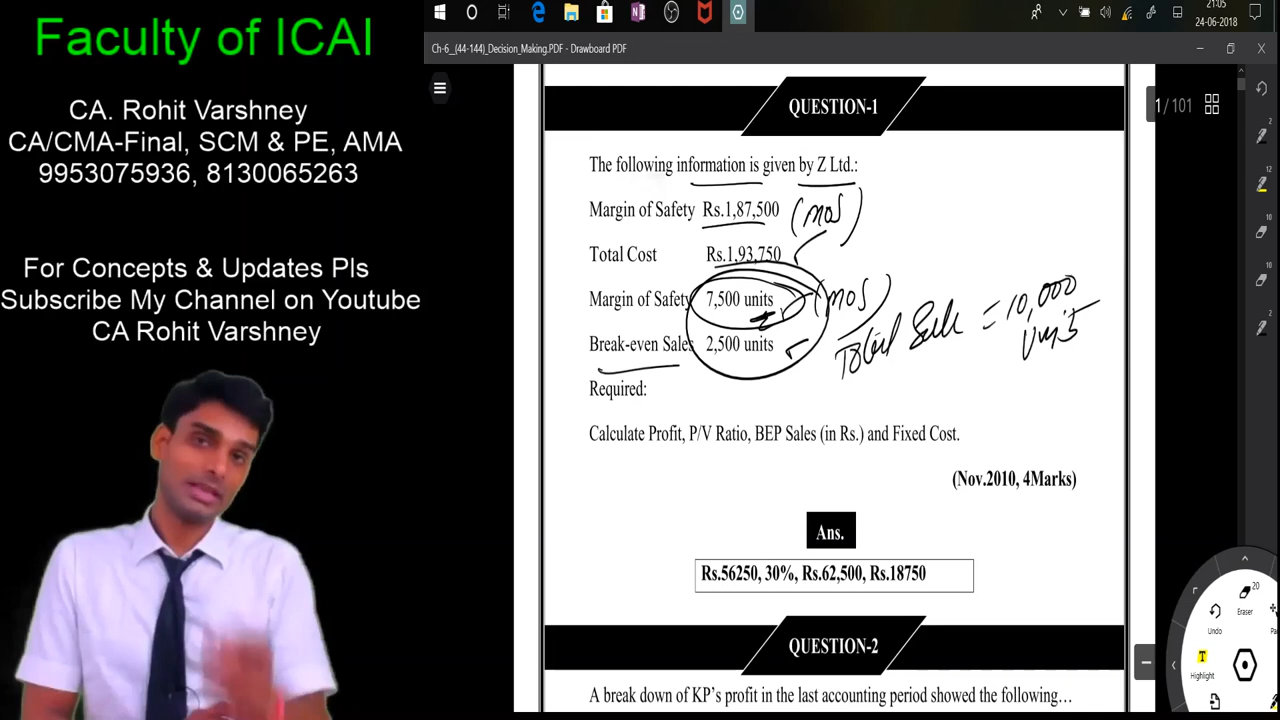 Faculty of ICAI
CA. Rohit Varshney
CA/CMA-Final, SCM & PE, AMA
9953075936, 8130065263
For Concepts & Updates Pls
Subscribe My Channel on Youtube
CA Rohit Varshney
21:05
24-06-2018
Ch-6__(44-144)_Decision_Making.PDF - Drawboard PDF
1 / 101
QUESTION-1
The following information is given by Z Ltd.:
Margin of Safety Rs.1,87,500 (MOS)
Total Cost Rs.1,93,750
Margin of Safety 7,500 units (MOS)
Break-even Sales 2,500 units
Total Sale = 10,000 Units
Required:
Calculate Profit, P/V Ratio, BEP Sales (in Rs.) and Fixed Cost.
(Nov.2010, 4Marks)
Ans.
Rs.56250, 30%, Rs.62,500, Rs.18750
QUESTION-2
A break down of KP's profit in the last accounting period showed the following…
2
12
10
10
20
Undo
Eraser
Highlight
T